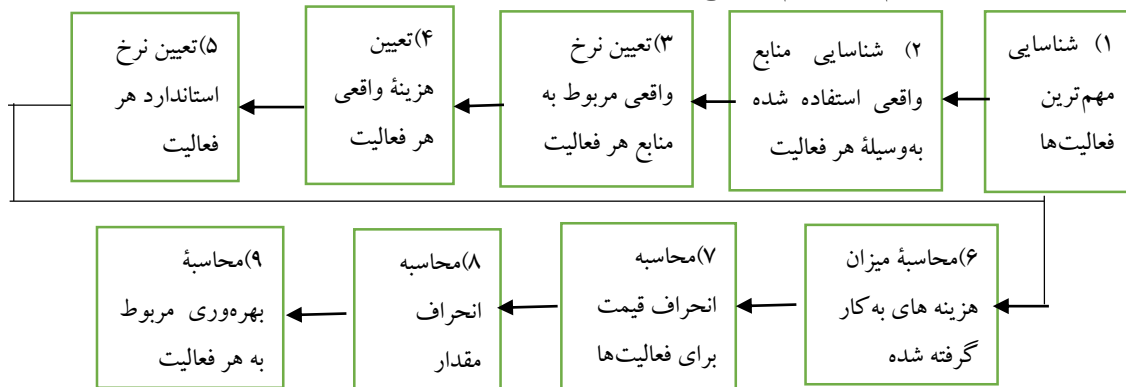 ۱) شناسایی
مهم‌ترین
فعالیت‌ها
۲) شناسایی منابع
واقعی استفاده شده
به‌وسیلهٔ هر فعالیت
۳)تعیین نرخ
واقعی مربوط به
منابع هر فعالیت
۴)تعیین
هزینهٔ واقعی
هر فعالیت
۵)تعیین نرخ
استاندارد هر
فعالیت
۶)محاسبهٔ میزان
هزینه های به‌کار
گرفته شده
۷)محاسبه
انحراف قیمت
برای فعالیت‌ها
۸)محاسبه
انحراف
مقدار
۹)محاسبهٔ
بهره‌وری مربوط
به هر فعالیت